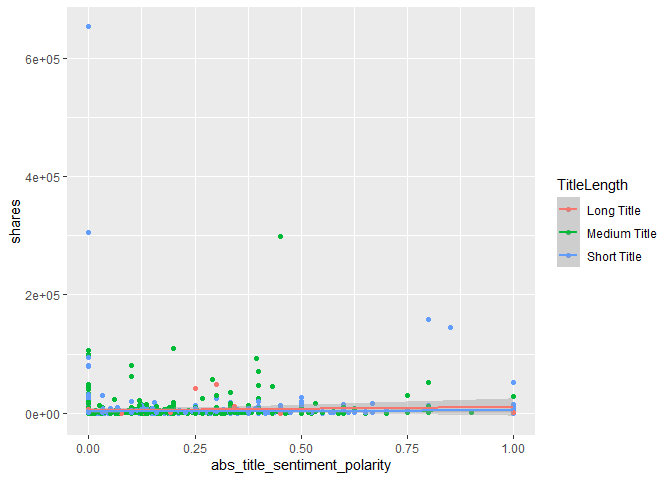 6e+05
4e+05
2e+05
0e+00
shares
0.00 0.25 0.50 0.75 1.00
abs_title_sentiment_polarity
TitleLength
Long Title
Medium Title
Short Title